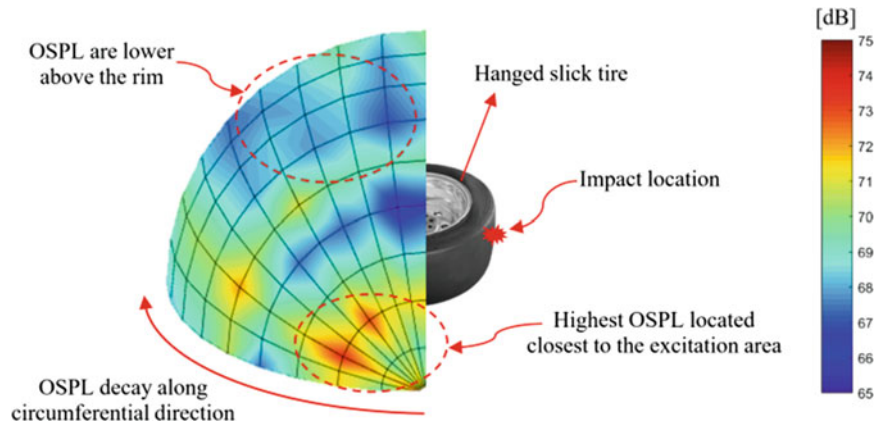 OSPL are lower
above the rim
Hanged slick tire
Impact location
Highest OSPL located
closest to the excitation area
OSPL decay along
circumferential direction
[dB]
75
74
73
72
71
70
69
68
67
66
65